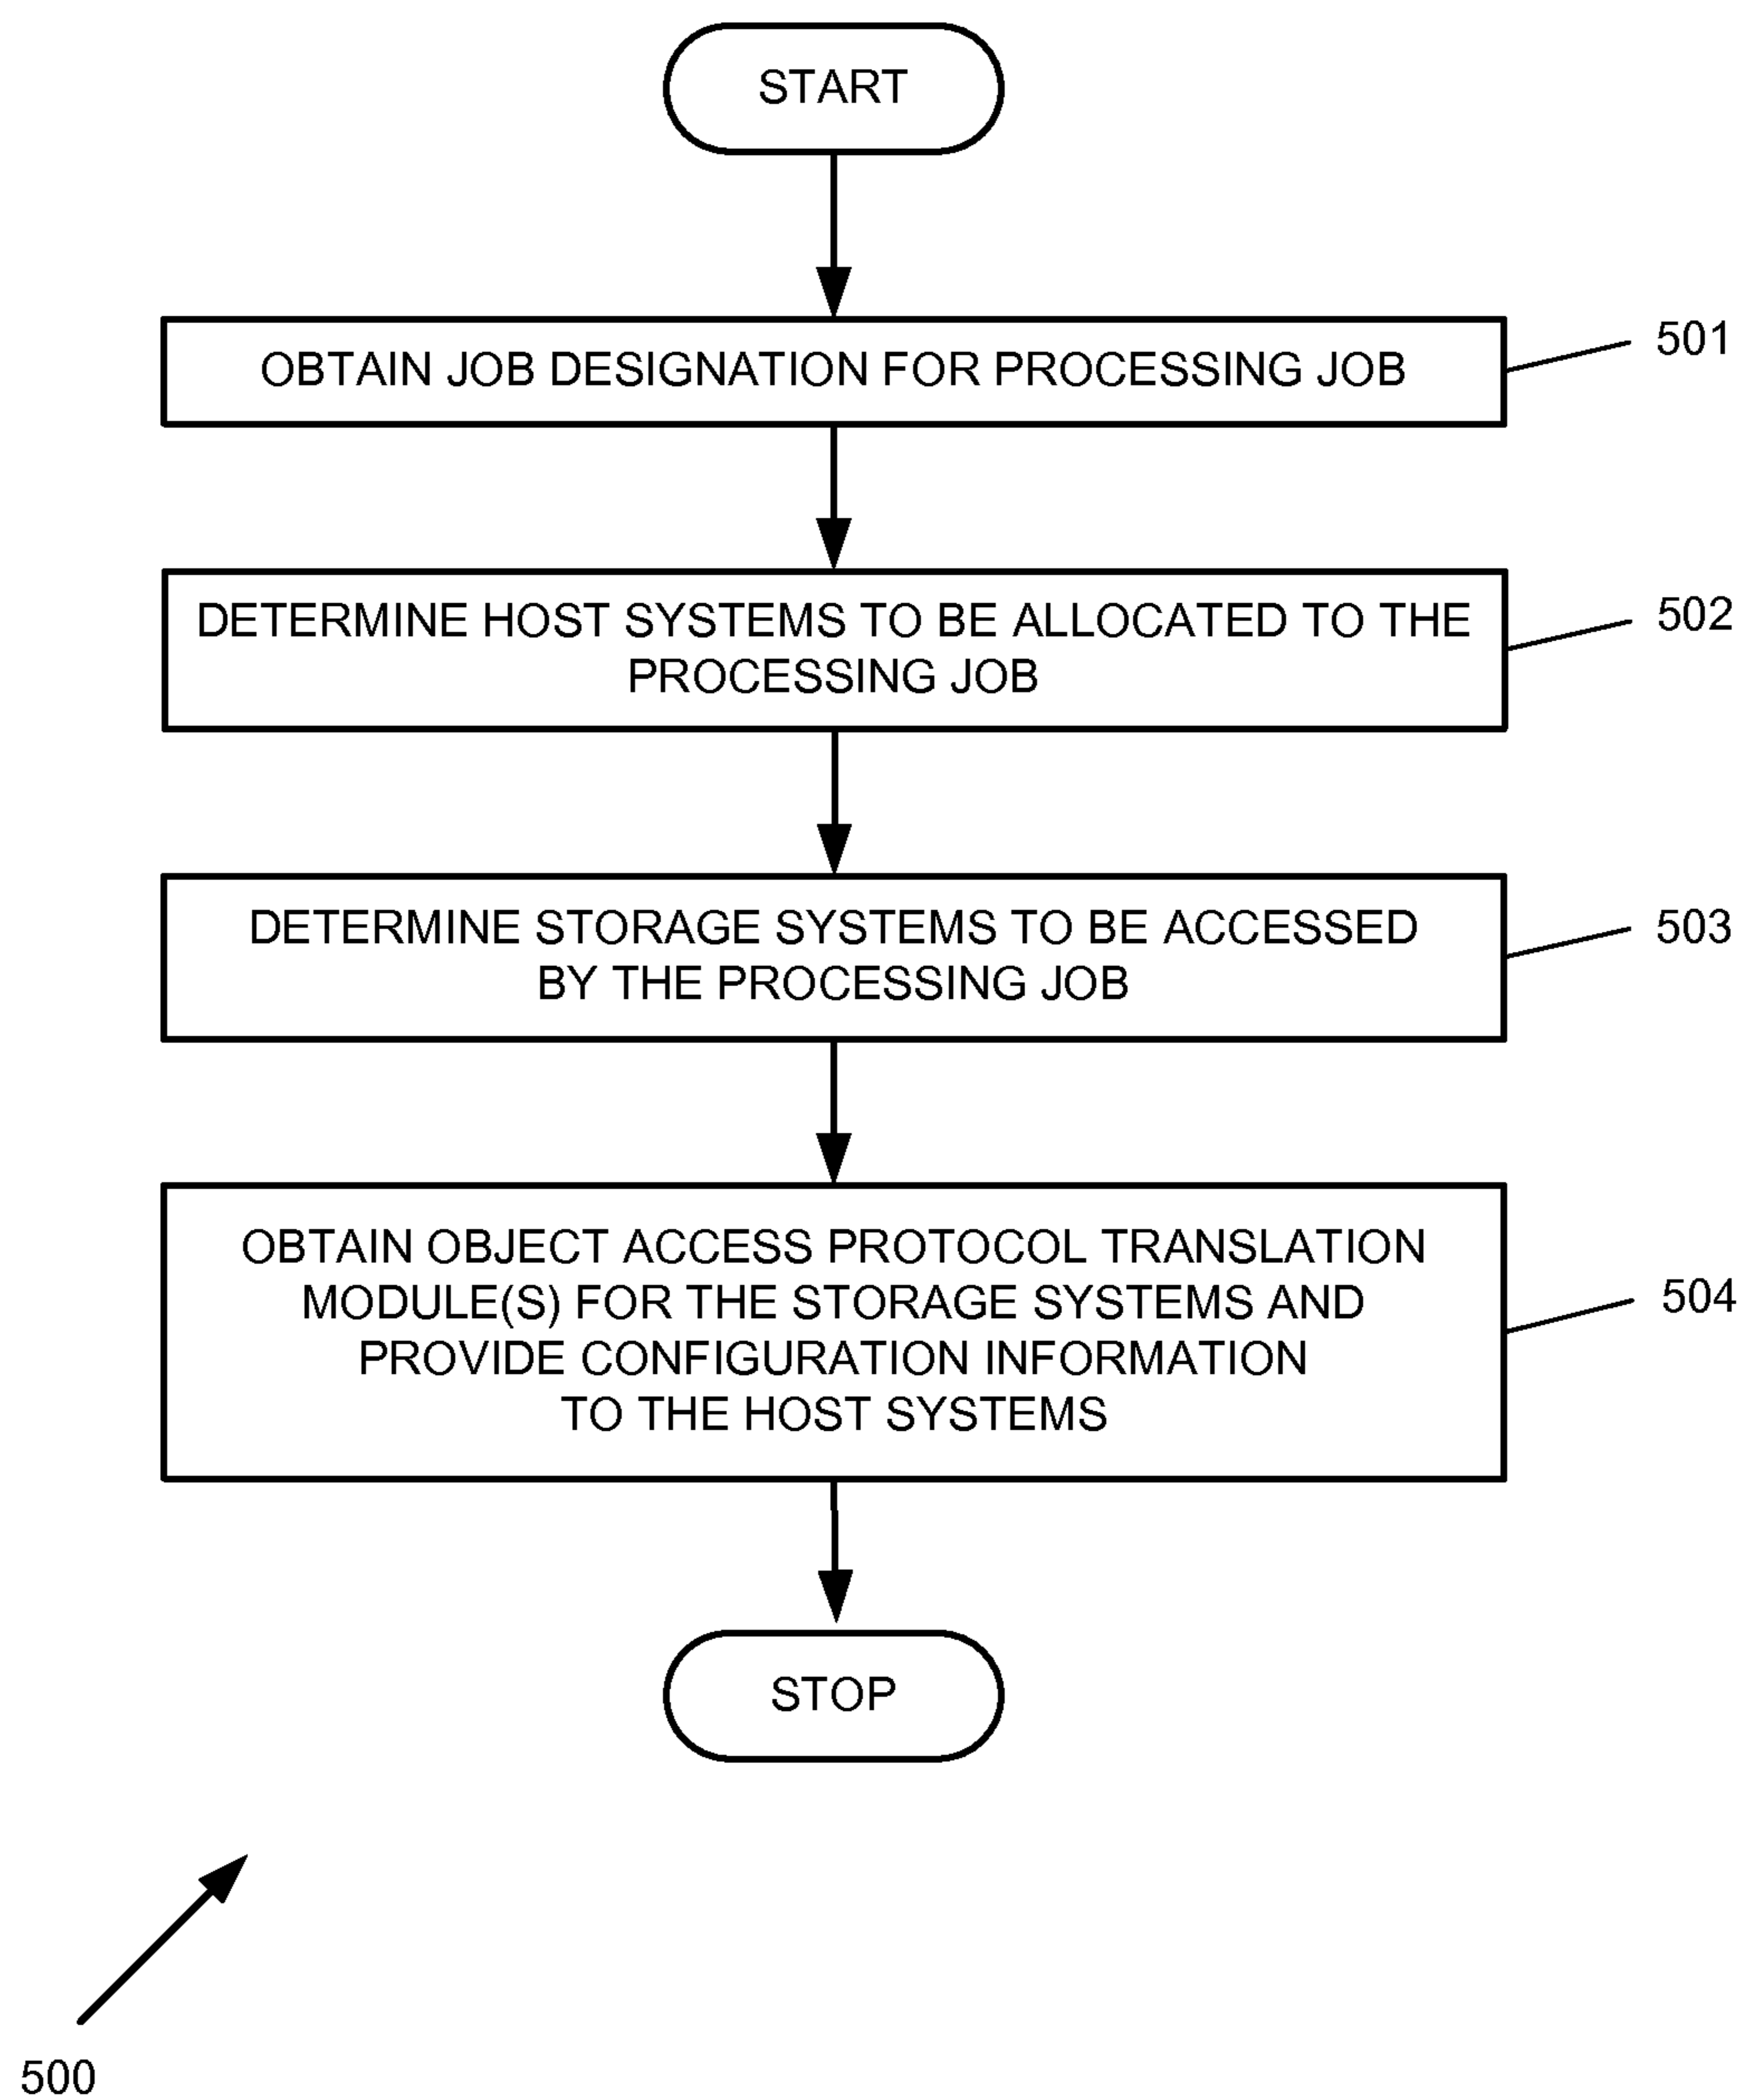 START
OBTAIN JOB DESIGNATION FOR PROCESSING JOB
501
DETERMINE HOST SYSTEMS TO BE ALLOCATED TO THE
PROCESSING JOB
502
DETERMINE STORAGE SYSTEMS TO BE ACCESSED
BY THE PROCESSING JOB
503
OBTAIN OBJECT ACCESS PROTOCOL TRANSLATION
MODULE(S) FOR THE STORAGE SYSTEMS AND
PROVIDE CONFIGURATION INFORMATION
TO THE HOST SYSTEMS
504
STOP
500